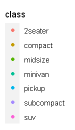 class
2seater
compact
midsize
minivan
pickup
subcompact
suv